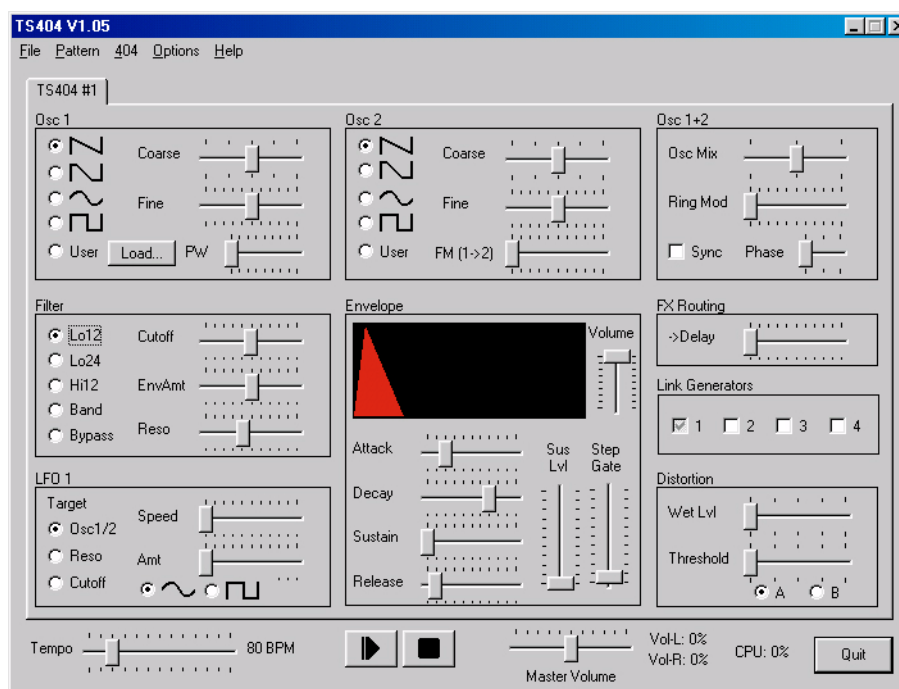 TS404 V1.05
File Pattern 404 Options Help
TS404 #1
Osc 1
Coarse
Fine
User Load... PW
Osc 2
Coarse
Fine
User FM (1->2)
Osc 1+2
Osc Mix
Ring Mod
Sync Phase
Filter
Lo12 Cutoff
Lo24
Hi12 EnvAmt
Band
Bypass Reso
Envelope
Volume
Attack
Decay
Sustain
Release
Sus Step
Lvl Gate
FX Routing
->Delay
Link Generators
1 2 3 4
LFO 1
Target
Osc1/2 Speed
Reso Amt
Cutoff
Distortion
Wet Lvl
Threshold
A B
Tempo 80 BPM
Master Volume
Vol-L: 0%
Vol-R: 0%
CPU: 0%
Quit